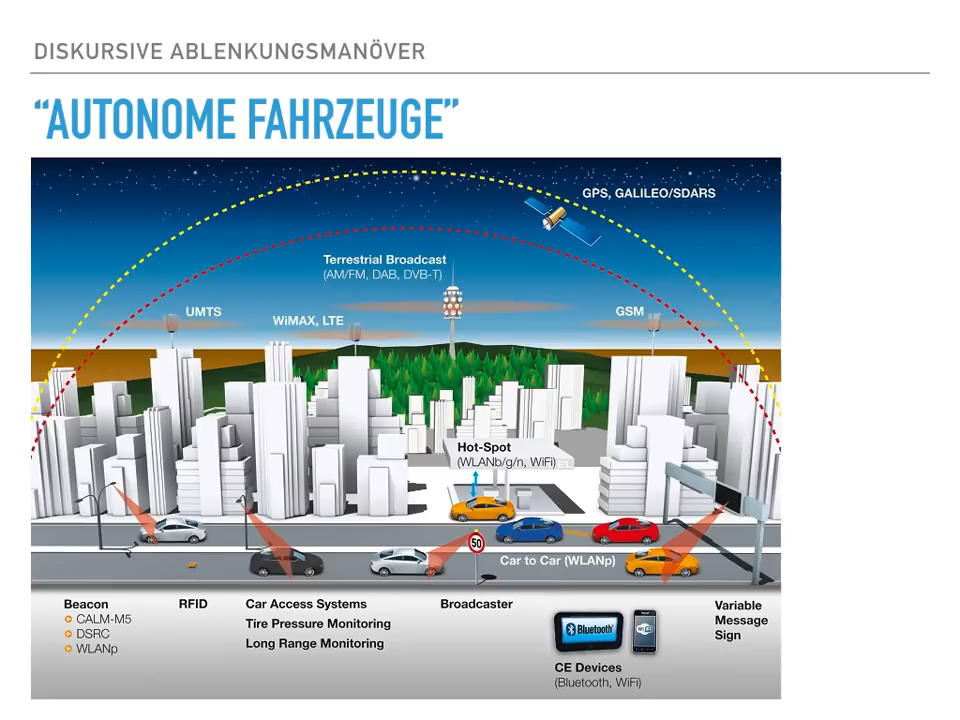 DISKURSIVE ABLENKUNGSMANÖVER
“AUTONOME FAHRZEUGE”
GPS, GALILEO/SDARS
Terrestrial Broadcast
(AM/FM, DAB, DVB-T)
UMTS
WiMAX, LTE
GSM
Hot-Spot
(WLANb/g/n, WiFi)
50
Car to Car (WLANp)
Beacon
CALM-M5
DSRC
WLANp
RFID
Car Access Systems
Tire Pressure Monitoring
Long Range Monitoring
Broadcaster
Bluetooth
WiFi
CE Devices
(Bluetooth, WiFi)
Variable
Message
Sign